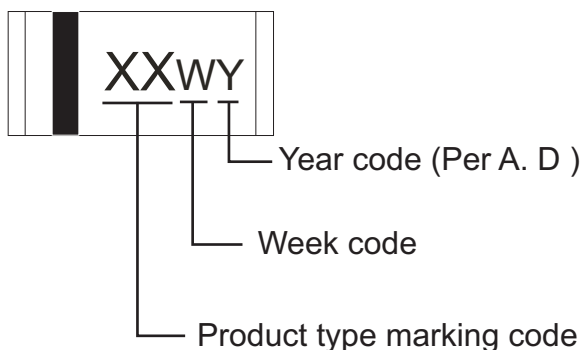 XXWY
Year code (Per A. D )
Week code
Product type marking code